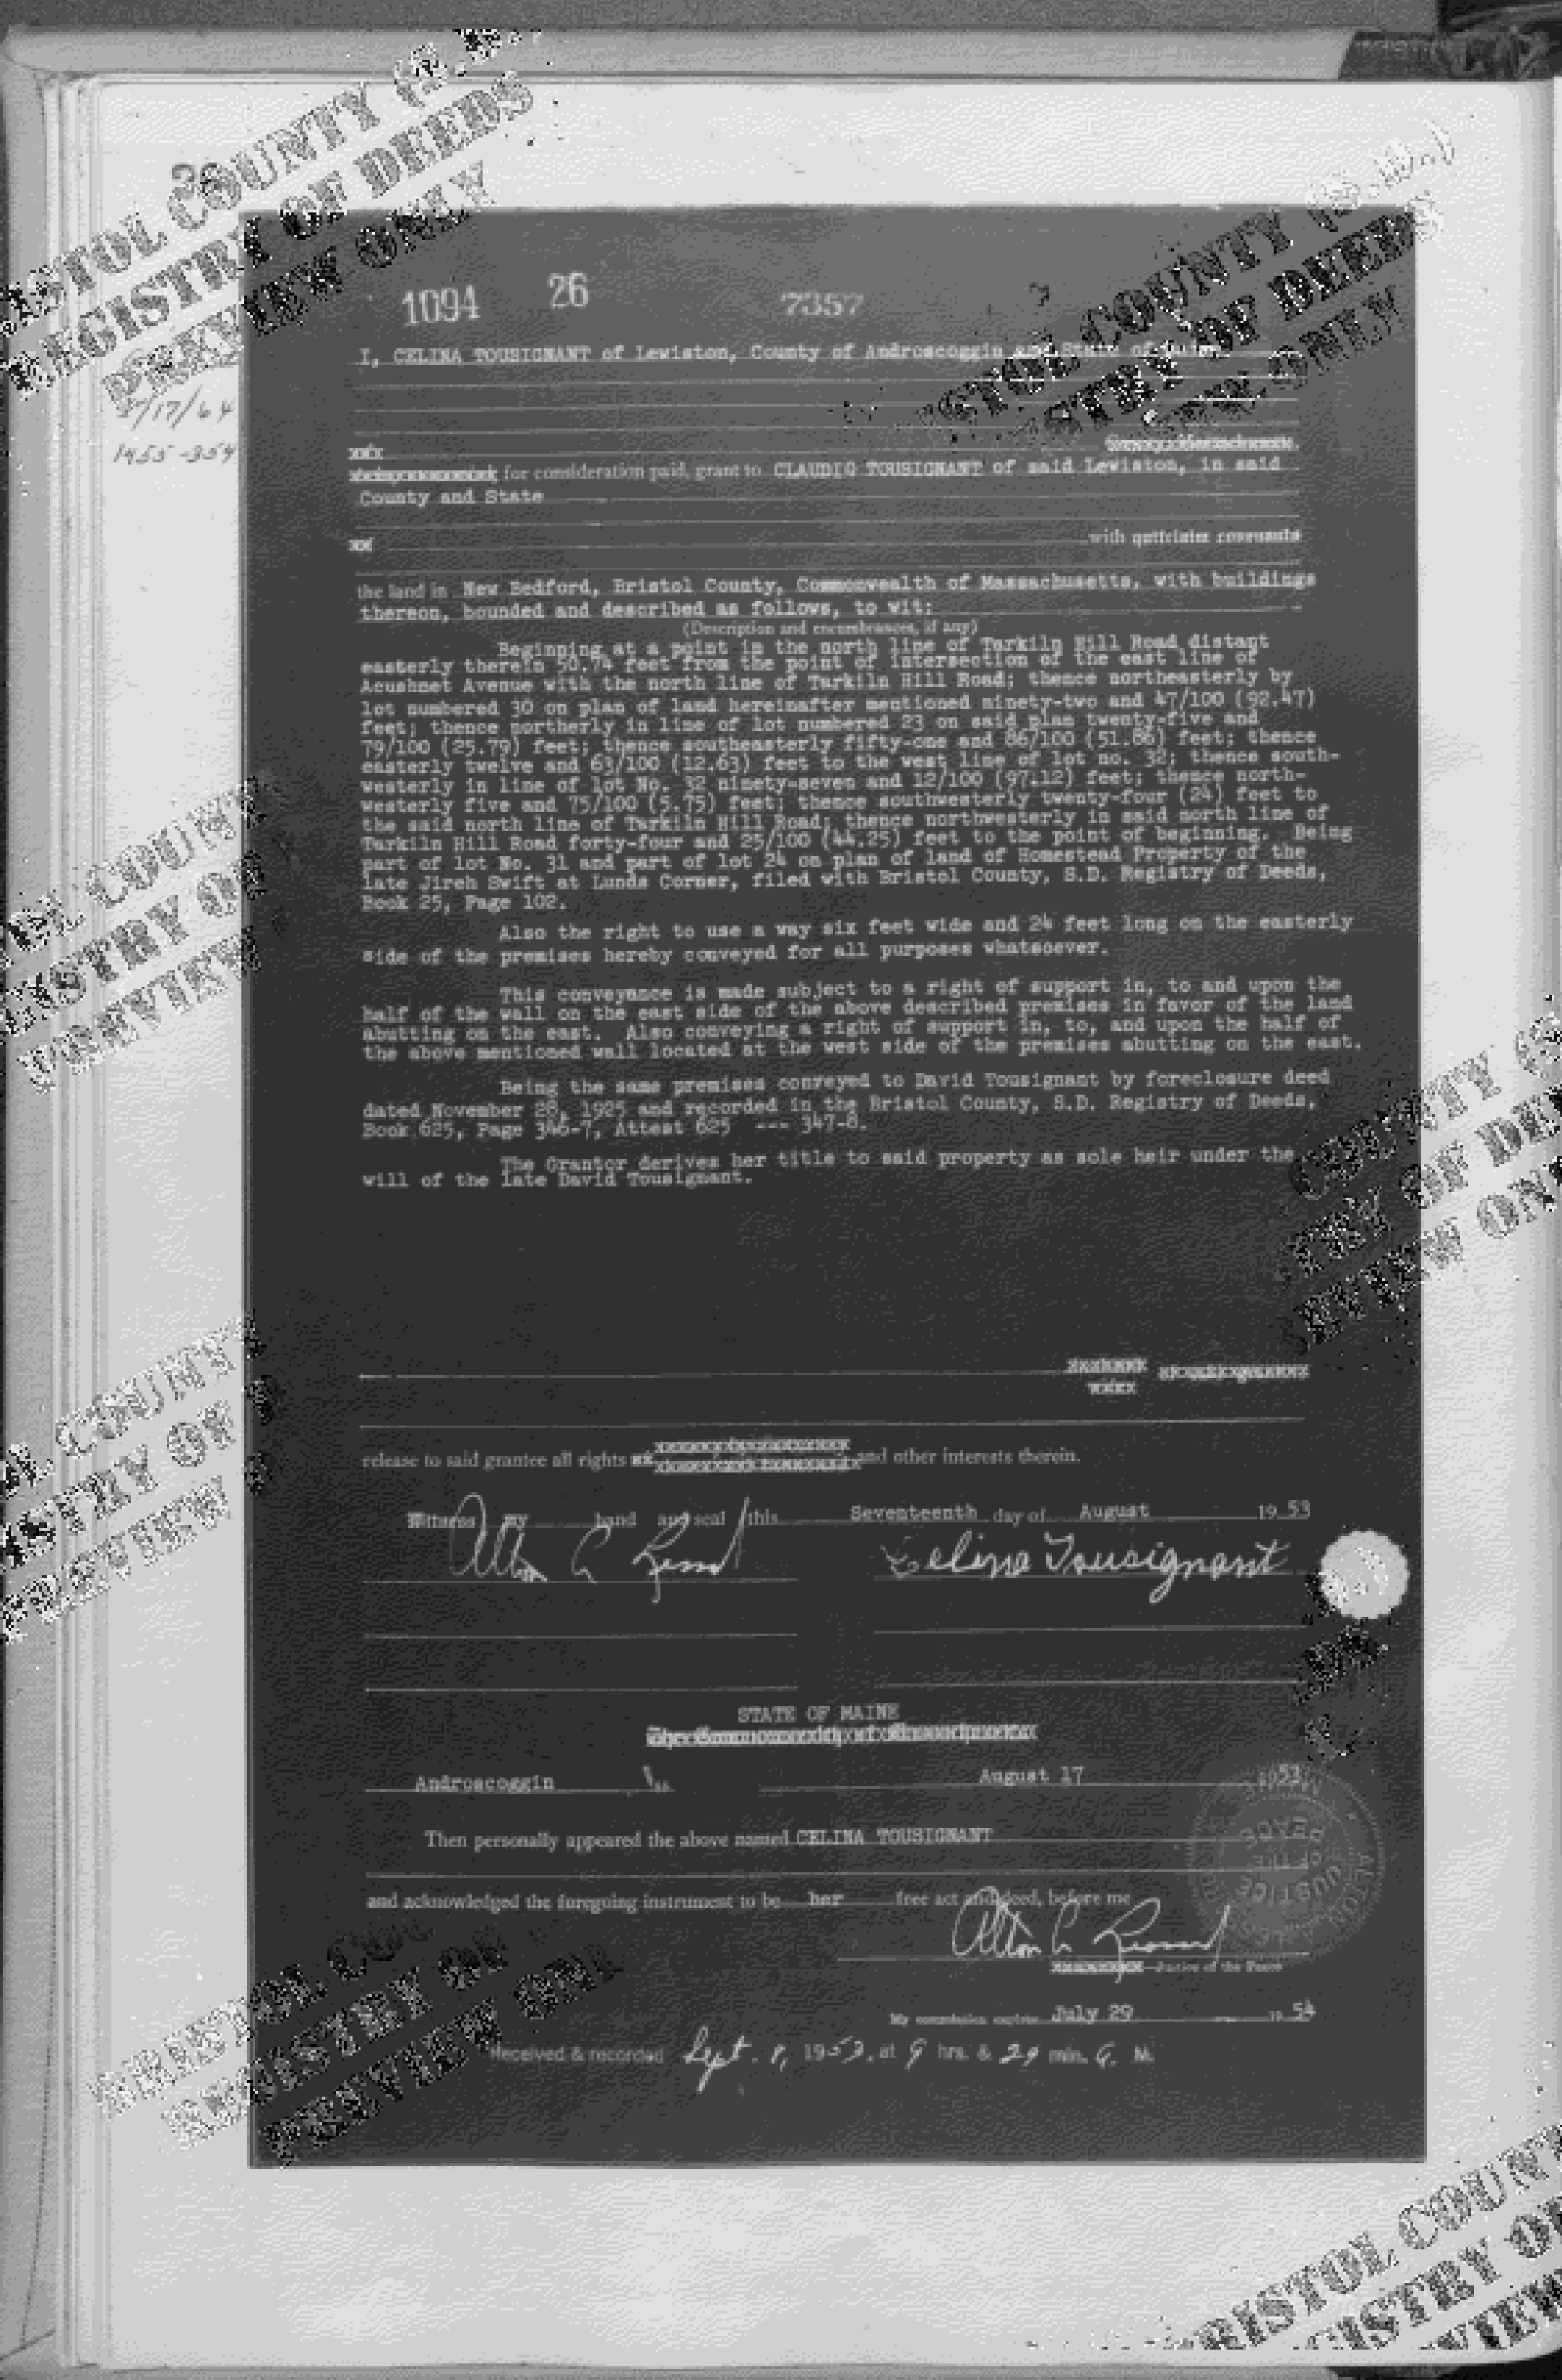 1094 26 7357
I, CELINA TOUSIGNANT of Lewiston, County of Androscoggin and State of
8/17/64
1455-354
for consideration paid, grant to CLAUDIO TOUSIGNANT of said Lewiston, in said
County and State
with quitclaim covenants
the land in New Bedford, Bristol County, Commonwealth of Massachusetts, with buildings
thereon, bounded and described as follows, to wit:
(Description and encumbrances, if any)
Beginning at a point in the north line of Tarkiln Hill Road distant
easterly therein 50.74 feet from the point of intersection of the east line of
Acushnet Avenue with the north line of Tarkiln Hill Road; thence northeasterly by
lot numbered 30 on plan of land hereinafter mentioned ninety-two and 47/100 (92.47)
feet; thence northerly in line of lot numbered 23 on said plan twenty-five and
79/100 (25.79) feet; thence southeasterly fifty-one and 86/100 (51.86) feet; thence
easterly twelve and 63/100 (12.63) feet to the west line of lot no. 32; thence south-
westerly in line of lot No. 32 ninety-seven and 12/100 (97.12) feet; thence north-
westerly five and 75/100 (5.75) feet; thence southwesterly twenty-four (24) feet to
the said north line of Tarkiln Hill Road; thence northwesterly in said north line of
Tarkiln Hill Road forty-four and 25/100 (44.25) feet to the point of beginning. Being
part of lot No. 31 and part of lot 24 on plan of land of Homestead Property of the
late Jireh Swift at Lunds Corner, filed with Bristol County, S.D. Registry of Deeds,
Book 25, Page 102.
Also the right to use a way six feet wide and 24 feet long on the easterly
side of the premises hereby conveyed for all purposes whatsoever.
This conveyance is made subject to a right of support in, to and upon the
half of the wall on the east side of the above described premises in favor of the land
abutting on the east. Also conveying a right of support in, to, and upon the half of
the above mentioned wall located at the west side of the premises abutting on the east.
Being the same premises conveyed to David Tousignant by foreclosure deed
dated November 28, 1925 and recorded in the Bristol County, S.D. Registry of Deeds,
Book 625, Page 346-7, Attest 625 --- 347-8.
The Grantor derives her title to said property as sole heir under the
will of the late David Tousignant.
release to said grantee all rights and other interests therein.
Witness my hand and seal this Seventeenth day of August 19 53
Alton C Celina Tousignant
STATE OF MAINE
Androscoggin ss. August 17 1953
Then personally appeared the above named CELINA TOUSIGNANT
and acknowledged the foregoing instrument to be her free act and deed, before me
Alton C
Justice of the Peace
My commission expires July 29 19 54
Received & recorded Sept. 1, 1953, at 9 hrs. & 29 min. A. M.
BRISTOL COUNTY (S.D.)
REGISTRY OF DEEDS
PREVIEW ONLY